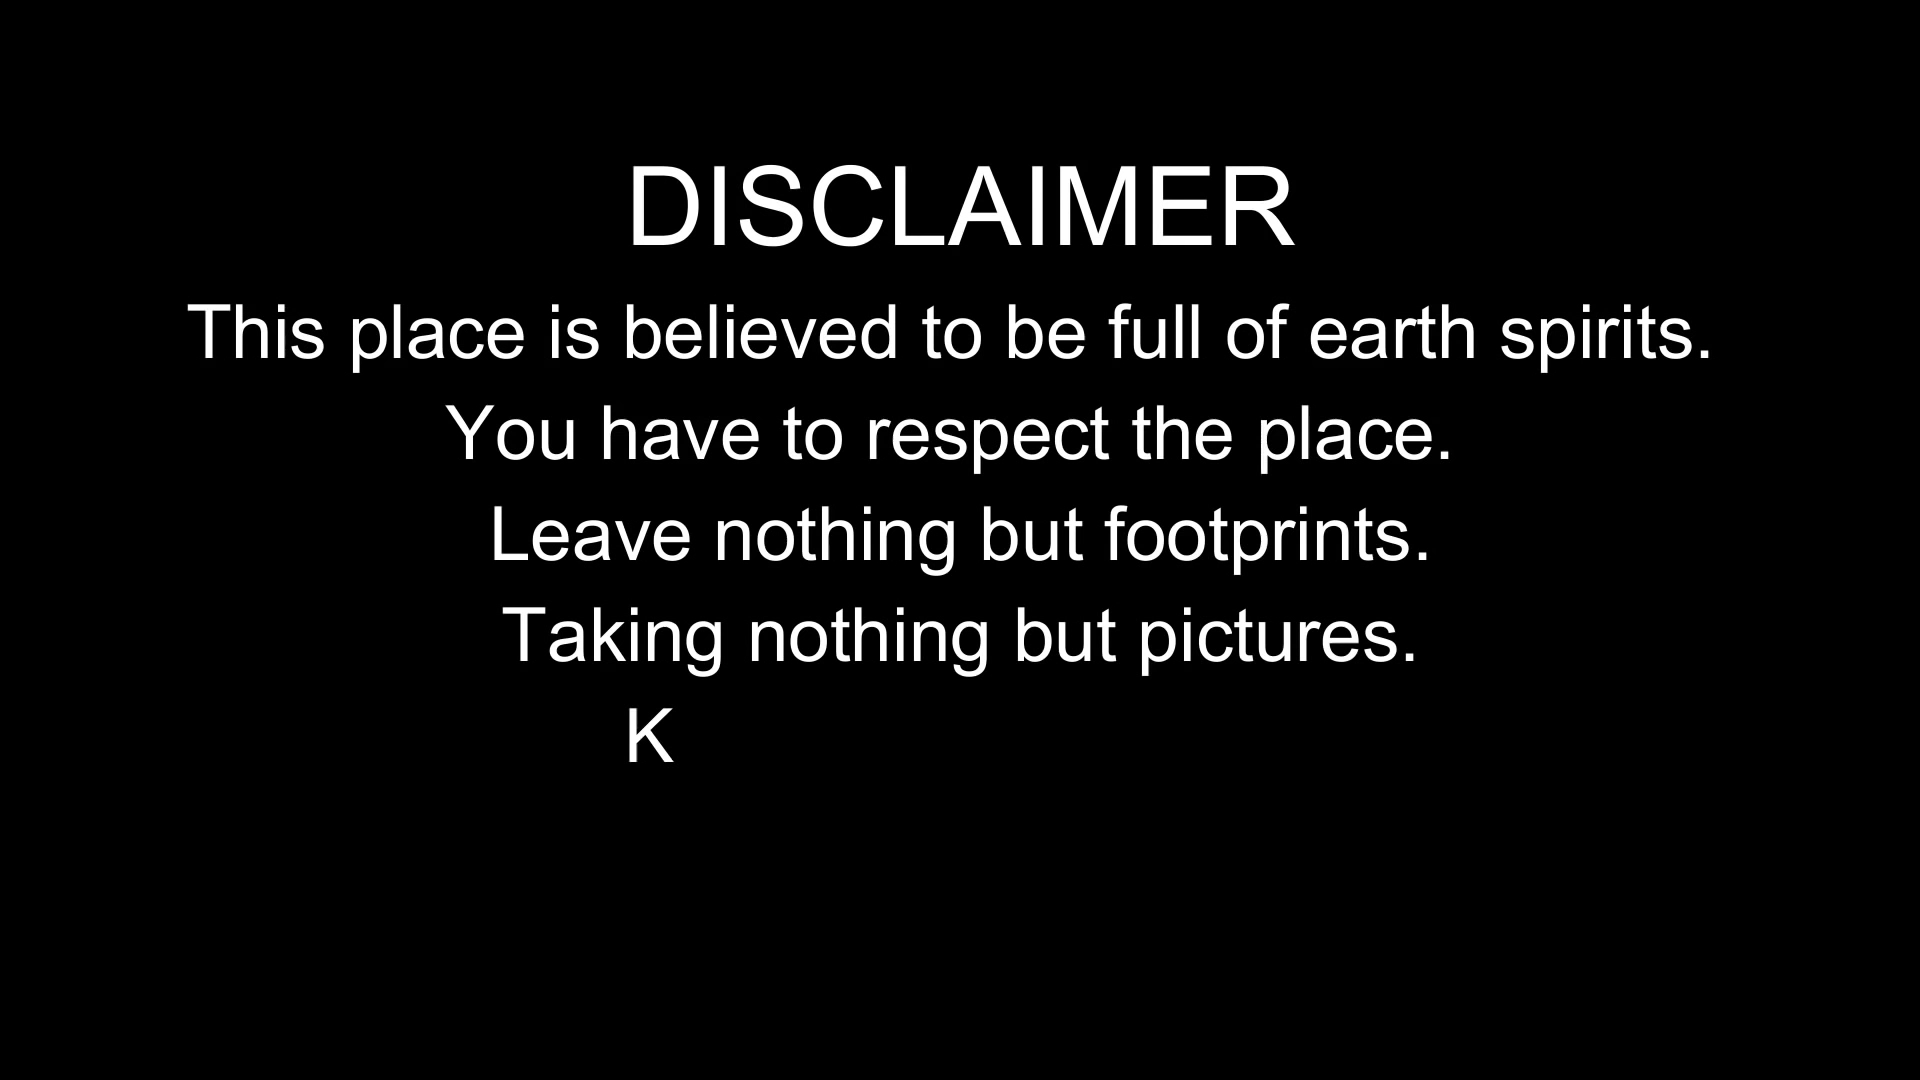 DISCLAIMER
This place is believed to be full of earth spirits.
You have to respect the place.
Leave nothing but footprints.
Taking nothing but pictures.
K